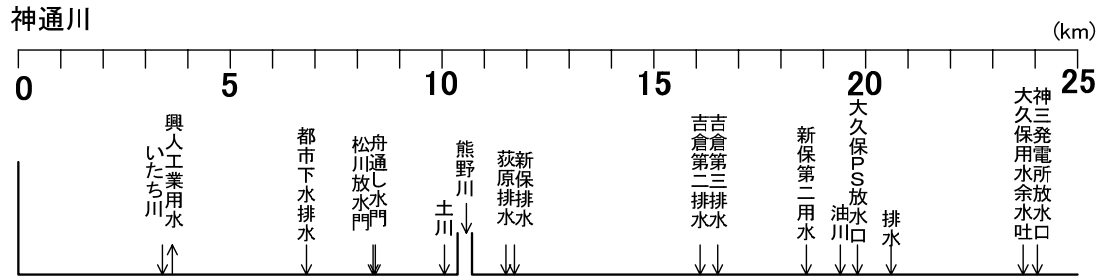 神通川
(km)
0 5 10 15 20 25
いたち川
興人工業用水
都市下水排水
松川放水門
舟通し水門
土川
熊野川
荻原排水
新保排水
吉倉第二排水
吉倉第三排水
新保第二用水
油川
大久保PS放水口
排水
大久保用水余水吐
神三発電所放水口